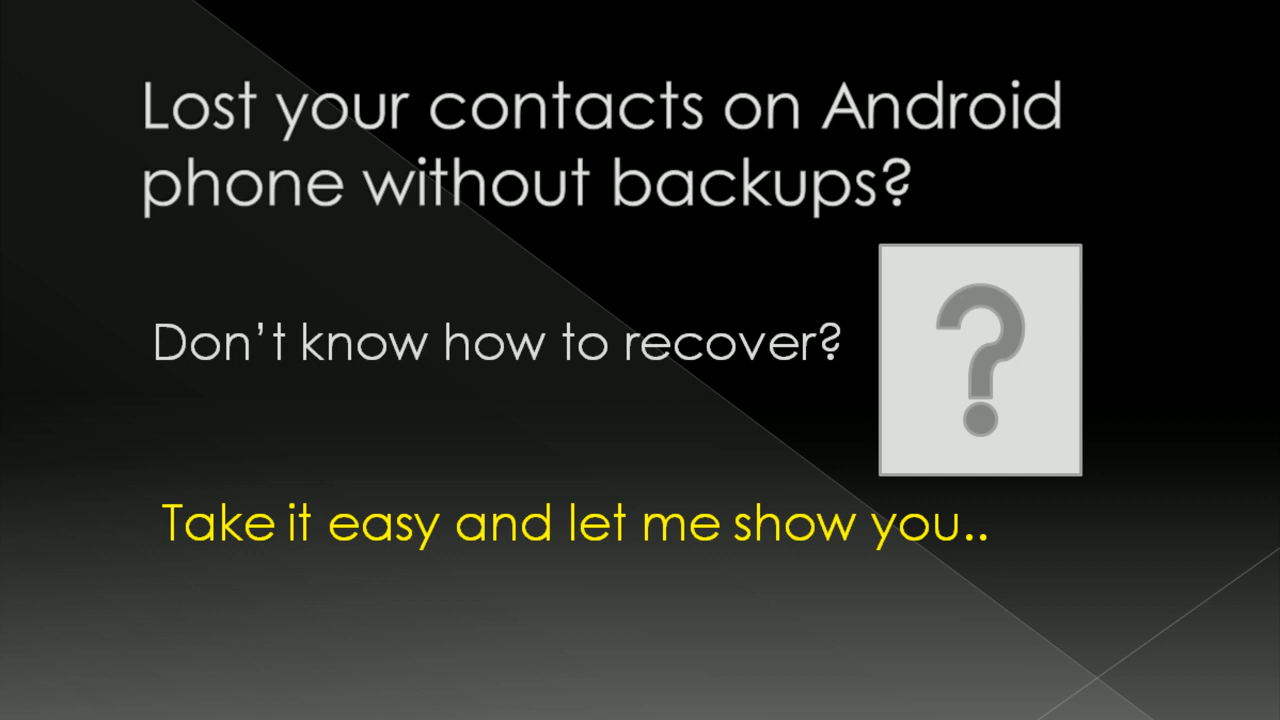 Lost your contacts on Android
phone without backups?
Don't know how to recover?
?
Take it easy and let me show you..